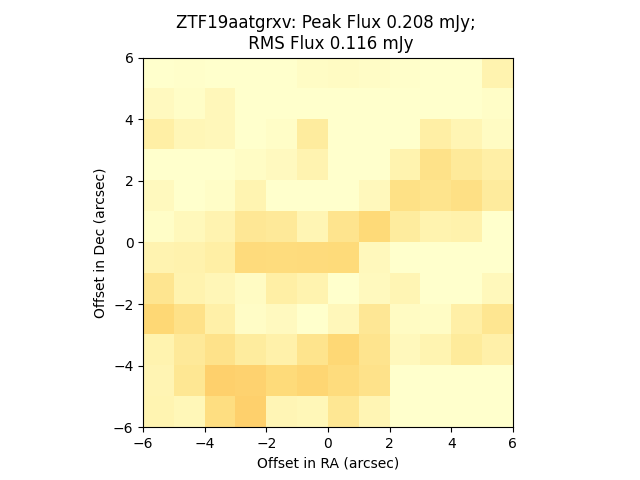 ZTF19aatgrxv: Peak Flux 0.208 mJy;
RMS Flux 0.116 mJy
6
4
2
0
−2
−4
−6
Offset in Dec (arcsec)
−6 −4 −2 0 2 4 6
Offset in RA (arcsec)